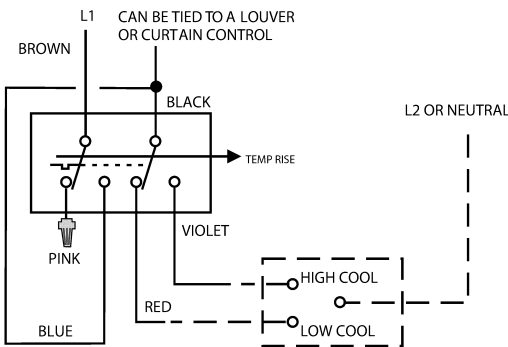 L1
CAN BE TIED TO A LOUVER
OR CURTAIN CONTROL
BROWN
BLACK
L2 OR NEUTRAL
TEMP RISE
VIOLET
PINK
HIGH COOL
RED
BLUE
LOW COOL